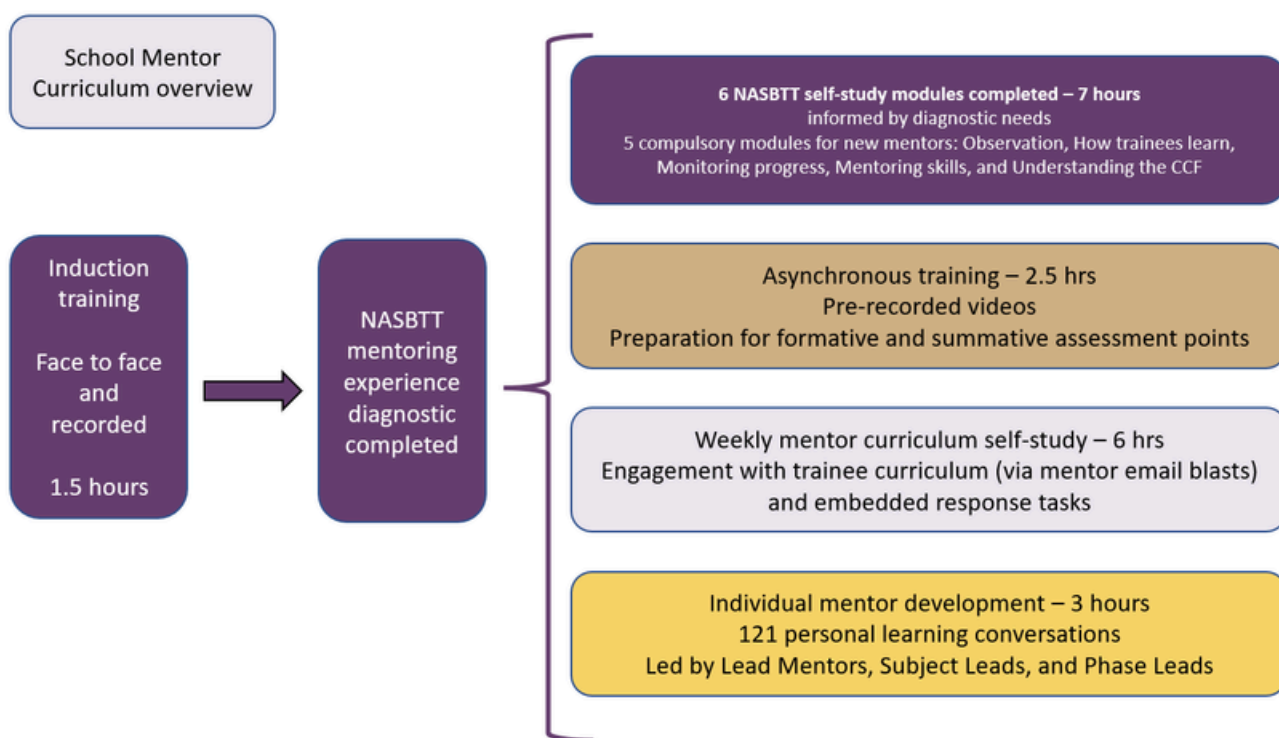 School Mentor
Curriculum overview
Induction
training
Face to face
and
recorded
1.5 hours
NASBTT
mentoring
experience
diagnostic
completed
6 NASBTT self-study modules completed – 7 hours
informed by diagnostic needs
5 compulsory modules for new mentors: Observation, How trainees learn,
Monitoring progress, Mentoring skills, and Understanding the CCF
Asynchronous training – 2.5 hrs
Pre-recorded videos
Preparation for formative and summative assessment points
Weekly mentor curriculum self-study – 6 hrs
Engagement with trainee curriculum (via mentor email blasts)
and embedded response tasks
Individual mentor development – 3 hours
121 personal learning conversations
Led by Lead Mentors, Subject Leads, and Phase Leads